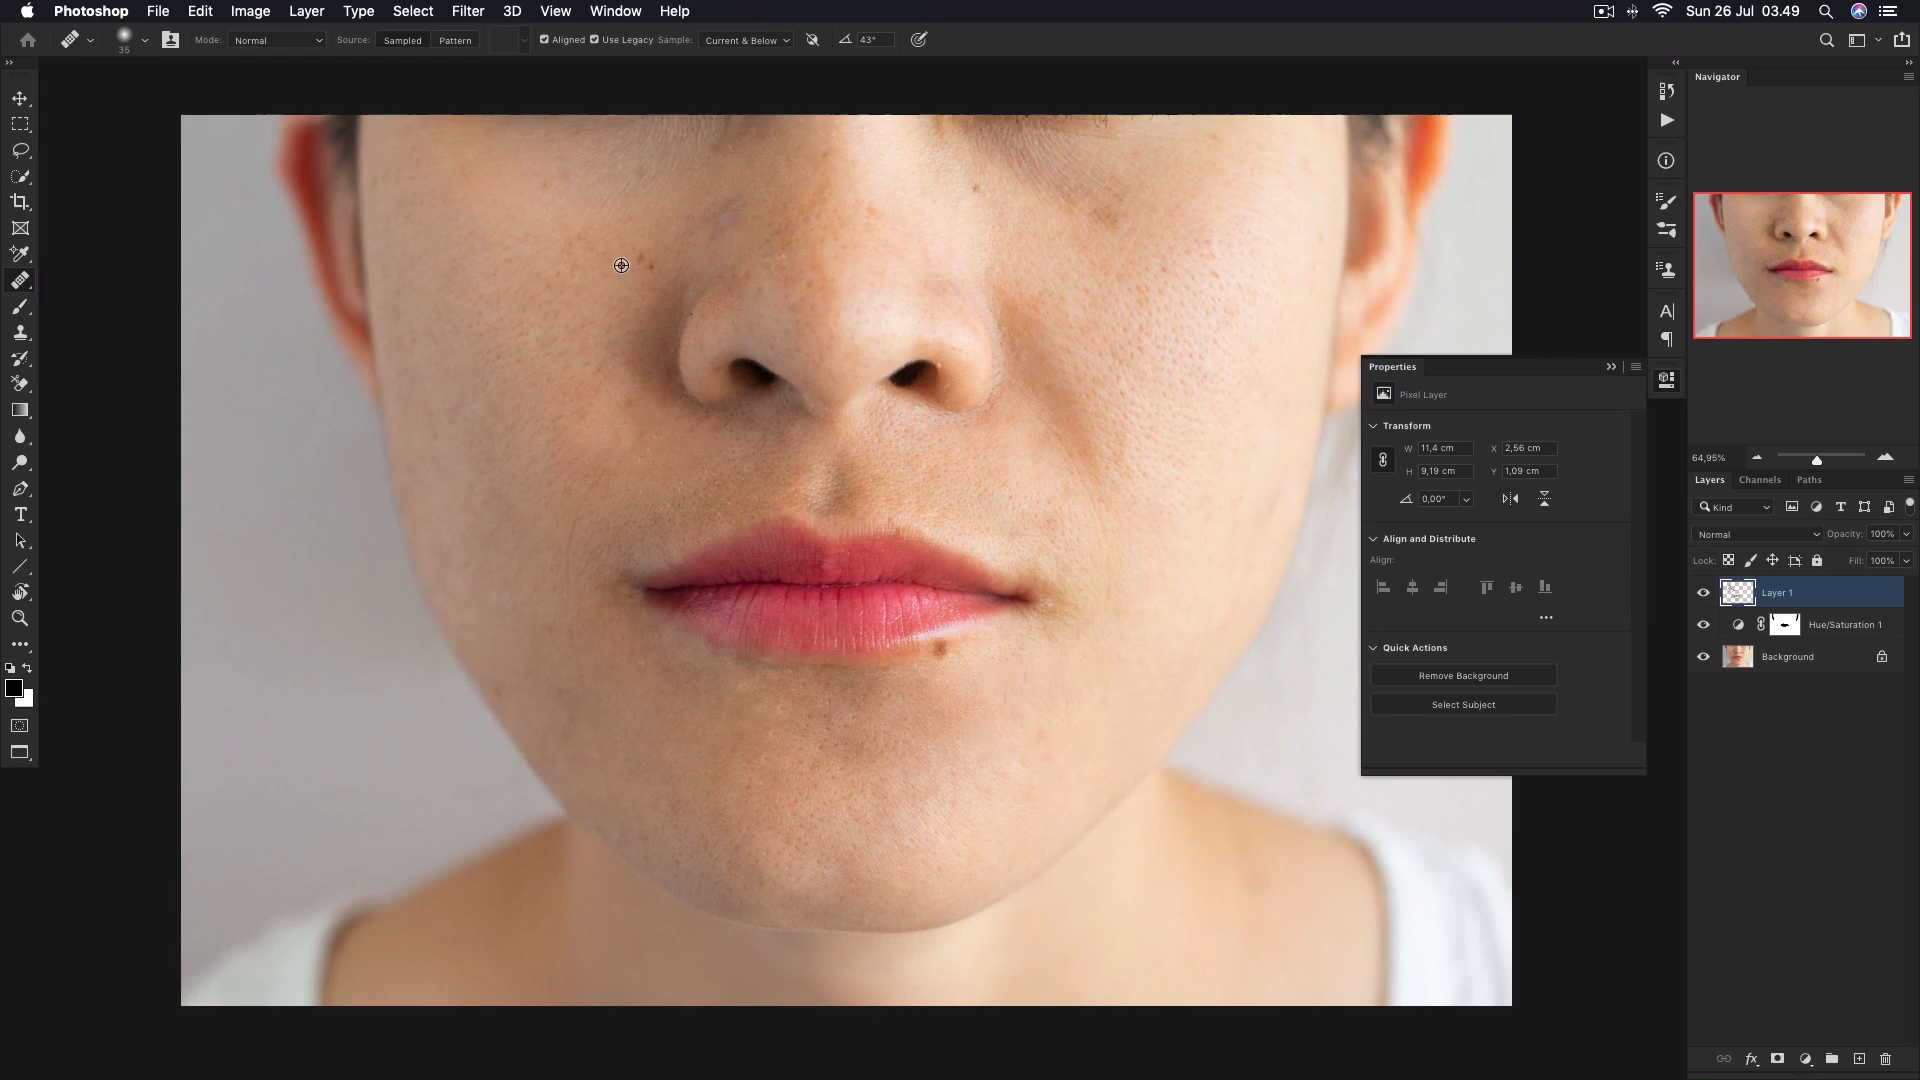 Photoshop File Edit Image Layer Type Select Filter 3D View Window Help Sun 26 Jul 03.49
35 Mode: Normal Source: Sampled Pattern Aligned Use Legacy Sample: Current & Below 43°
Navigator
Properties
Pixel Layer
Transform
W 11,4 cm X 2,56 cm
H 9,19 cm Y 1,09 cm
0,00°
Align and Distribute
Align:
Quick Actions
Remove Background
Select Subject
64,95%
Layers Channels Paths
Kind
Normal Opacity: 100%
Lock: Fill: 100%
Layer 1
Hue/Saturation 1
Background